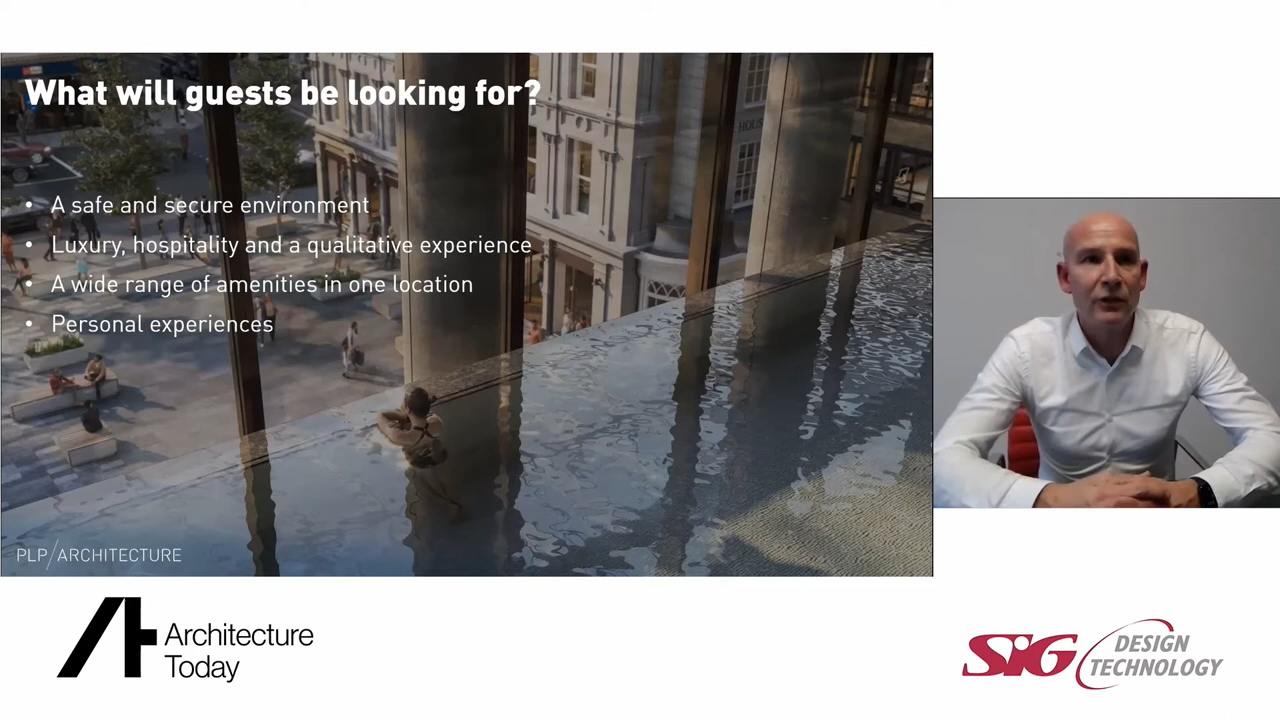 What will guests be looking for?
• A safe and secure environment
• Luxury, hospitality and a qualitative experience
• A wide range of amenities in one location
• Personal experiences
PLP/ARCHITECTURE
Architecture
Today
SIG DESIGN
TECHNOLOGY